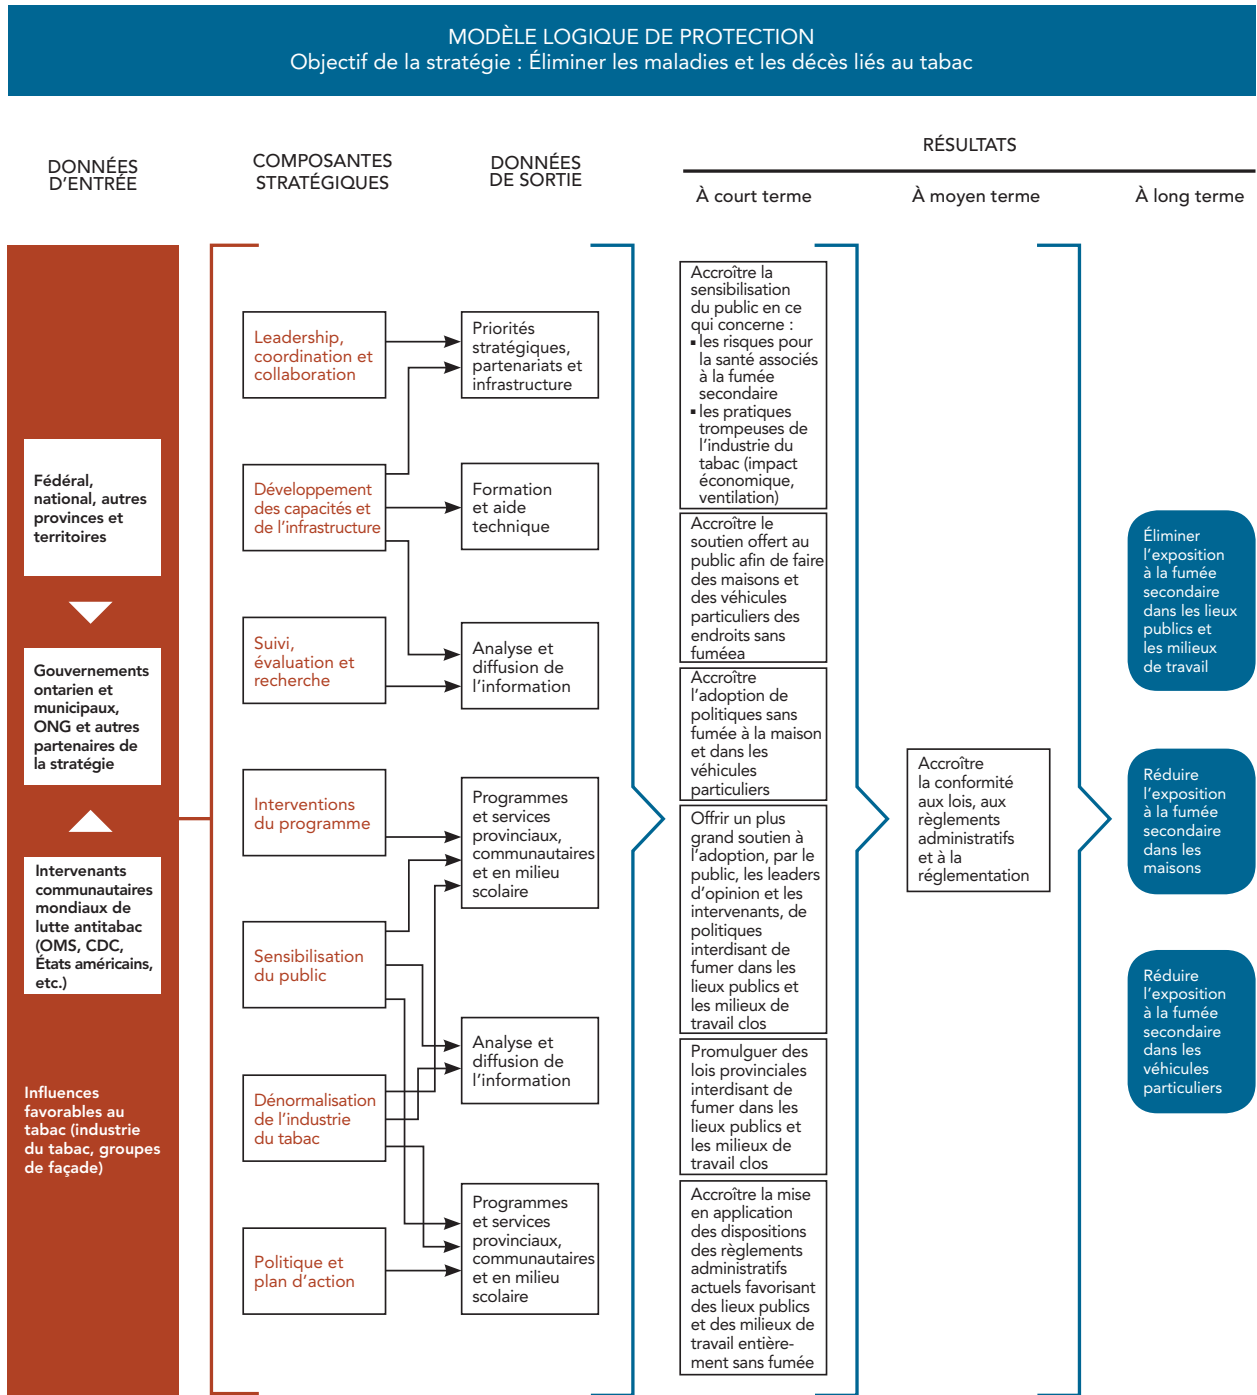 MODÈLE LOGIQUE DE PROTECTION
Objectif de la stratégie : Éliminer les maladies et les décès liés au tabac
DONNÉES
D'ENTRÉE
COMPOSANTES
STRATÉGIQUES
DONNÉES
DE SORTIE
RÉSULTATS
À court terme
À moyen terme
À long terme
Fédéral,
national, autres
provinces et
territoires
Gouvernements
ontarien et
municipaux,
ONG et autres
partenaires de
la stratégie
Intervenants
communautaires
mondiaux de
lutte antitabac
(OMS, CDC,
États américains,
etc.)
Influences
favorables au
tabac (industrie
du tabac, groupes
de façade)
Leadership,
coordination et
collaboration
Développement
des capacités et
de l'infrastructure
Suivi,
évaluation et
recherche
Interventions
du programme
Sensibilisation
du public
Dénormalisation
de l'industrie
du tabac
Politique et
plan d'action
Priorités
stratégiques,
partenariats et
infrastructure
Formation
et aide
technique
Analyse et
diffusion de
l'information
Programmes
et services
provinciaux,
communautaires
et en milieu
scolaire
Analyse et
diffusion de
l'information
Programmes
et services
provinciaux,
communautaires
et en milieu
scolaire
Accroître la
sensibilisation
du public en ce
qui concerne :
▪ les risques pour
la santé associés
à la fumée
secondaire
▪ les pratiques
trompeuses de
l'industrie du
tabac (impact
économique,
ventilation)
Accroître le
soutien offert au
public afin de faire
des maisons et
des véhicules
particuliers des
endroits sans
fuméea
Accroître
l'adoption de
politiques sans
fumée à la maison
et dans les
véhicules
particuliers
Offrir un plus
grand soutien à
l'adoption, par le
public, les leaders
d'opinion et les
intervenants, de
politiques
interdisant de
fumer dans les
lieux publics et
les milieux de
travail clos
Promulguer des
lois provinciales
interdisant de
fumer dans les
lieux publics et
les milieux de
travail clos
Accroître la mise
en application
des dispositions
des règlements
administratifs
actuels favorisant
des lieux publics
et des milieux de
travail entière-
ment sans fumée
Accroître
la conformité
aux lois, aux
règlements
administratifs
et à la
réglementation
Éliminer
l'exposition
à la fumée
secondaire
dans les lieux
publics et
les milieux
de travail
Réduire
l'exposition
à la fumée
secondaire
dans les
maisons
Réduire
l'exposition
à la fumée
secondaire
dans les
véhicules
particuliers